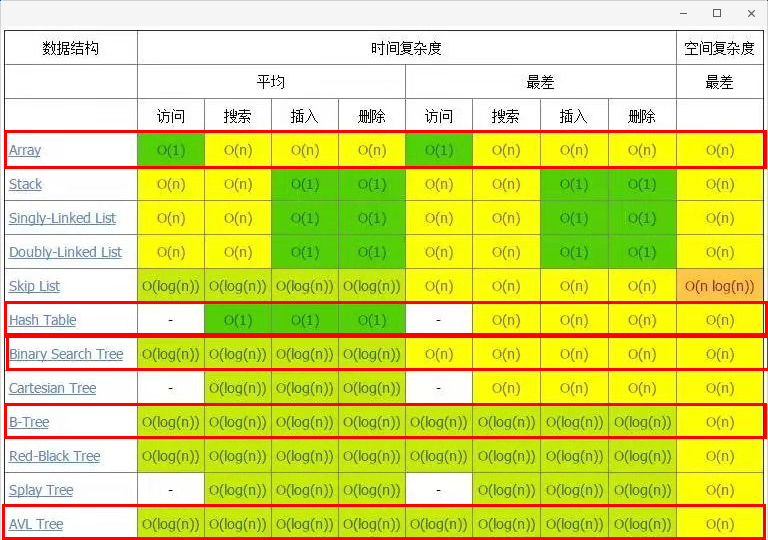 数据结构 时间复杂度 空间复杂度
平均 最差 最差
访问 搜索 插入 删除 访问 搜索 插入 删除
Array O(1) O(n) O(n) O(n) O(1) O(n) O(n) O(n) O(n)
Stack O(n) O(n) O(1) O(1) O(n) O(n) O(1) O(1) O(n)
Singly-Linked List O(n) O(n) O(1) O(1) O(n) O(n) O(1) O(1) O(n)
Doubly-Linked List O(n) O(n) O(1) O(1) O(n) O(n) O(1) O(1) O(n)
Skip List O(log(n)) O(log(n)) O(log(n)) O(log(n)) O(n) O(n) O(n) O(n) O(n log(n))
Hash Table - O(1) O(1) O(1) - O(n) O(n) O(n) O(n)
Binary Search Tree O(log(n)) O(log(n)) O(log(n)) O(log(n)) O(n) O(n) O(n) O(n) O(n)
Cartesian Tree - O(log(n)) O(log(n)) O(log(n)) - O(n) O(n) O(n) O(n)
B-Tree O(log(n)) O(log(n)) O(log(n)) O(log(n)) O(log(n)) O(log(n)) O(log(n)) O(log(n)) O(n)
Red-Black Tree O(log(n)) O(log(n)) O(log(n)) O(log(n)) O(log(n)) O(log(n)) O(log(n)) O(log(n)) O(n)
Splay Tree - O(log(n)) O(log(n)) O(log(n)) - O(log(n)) O(log(n)) O(log(n)) O(n)
AVL Tree O(log(n)) O(log(n)) O(log(n)) O(log(n)) O(log(n)) O(log(n)) O(log(n)) O(log(n)) O(n)